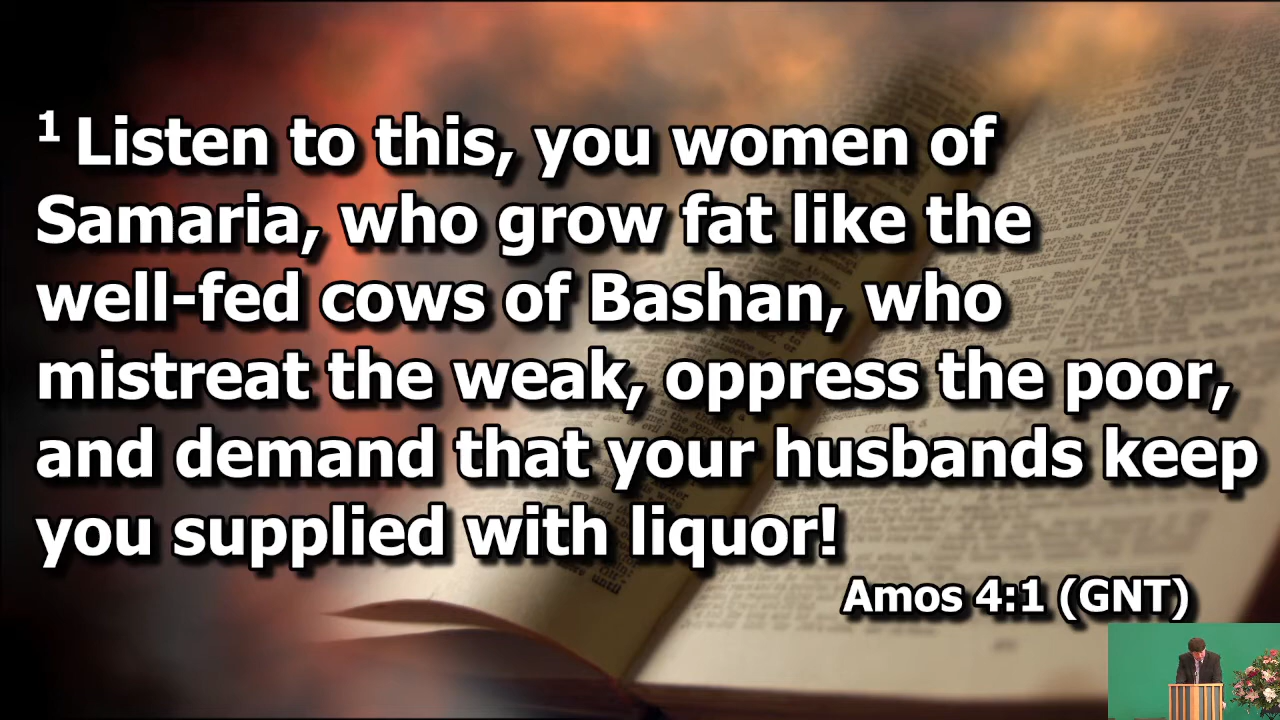 1 Listen to this, you women of
Samaria, who grow fat like the
well-fed cows of Bashan, who
mistreat the weak, oppress the poor,
and demand that your husbands keep
you supplied with liquor!
Amos 4:1 (GNT)